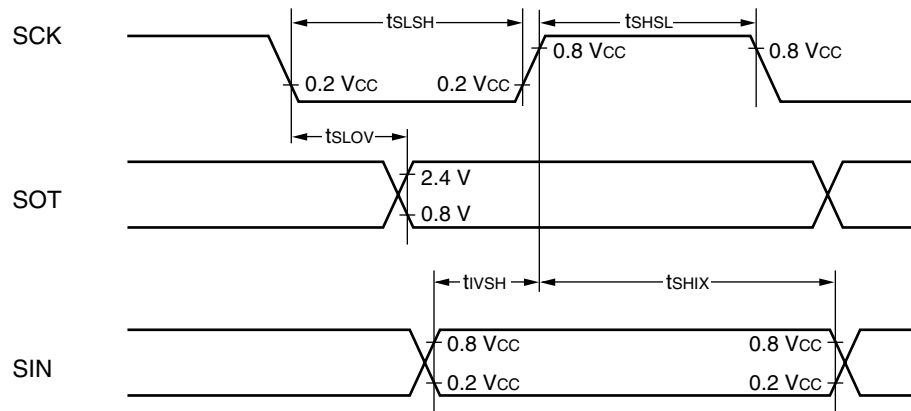 tSLSH tSHSL
SCK
0.8 VCC 0.8 VCC
0.2 VCC 0.2 VCC
tSLOV
2.4 V
SOT
0.8 V
tIVSH tSHIX
0.8 VCC 0.8 VCC
SIN
0.2 VCC 0.2 VCC